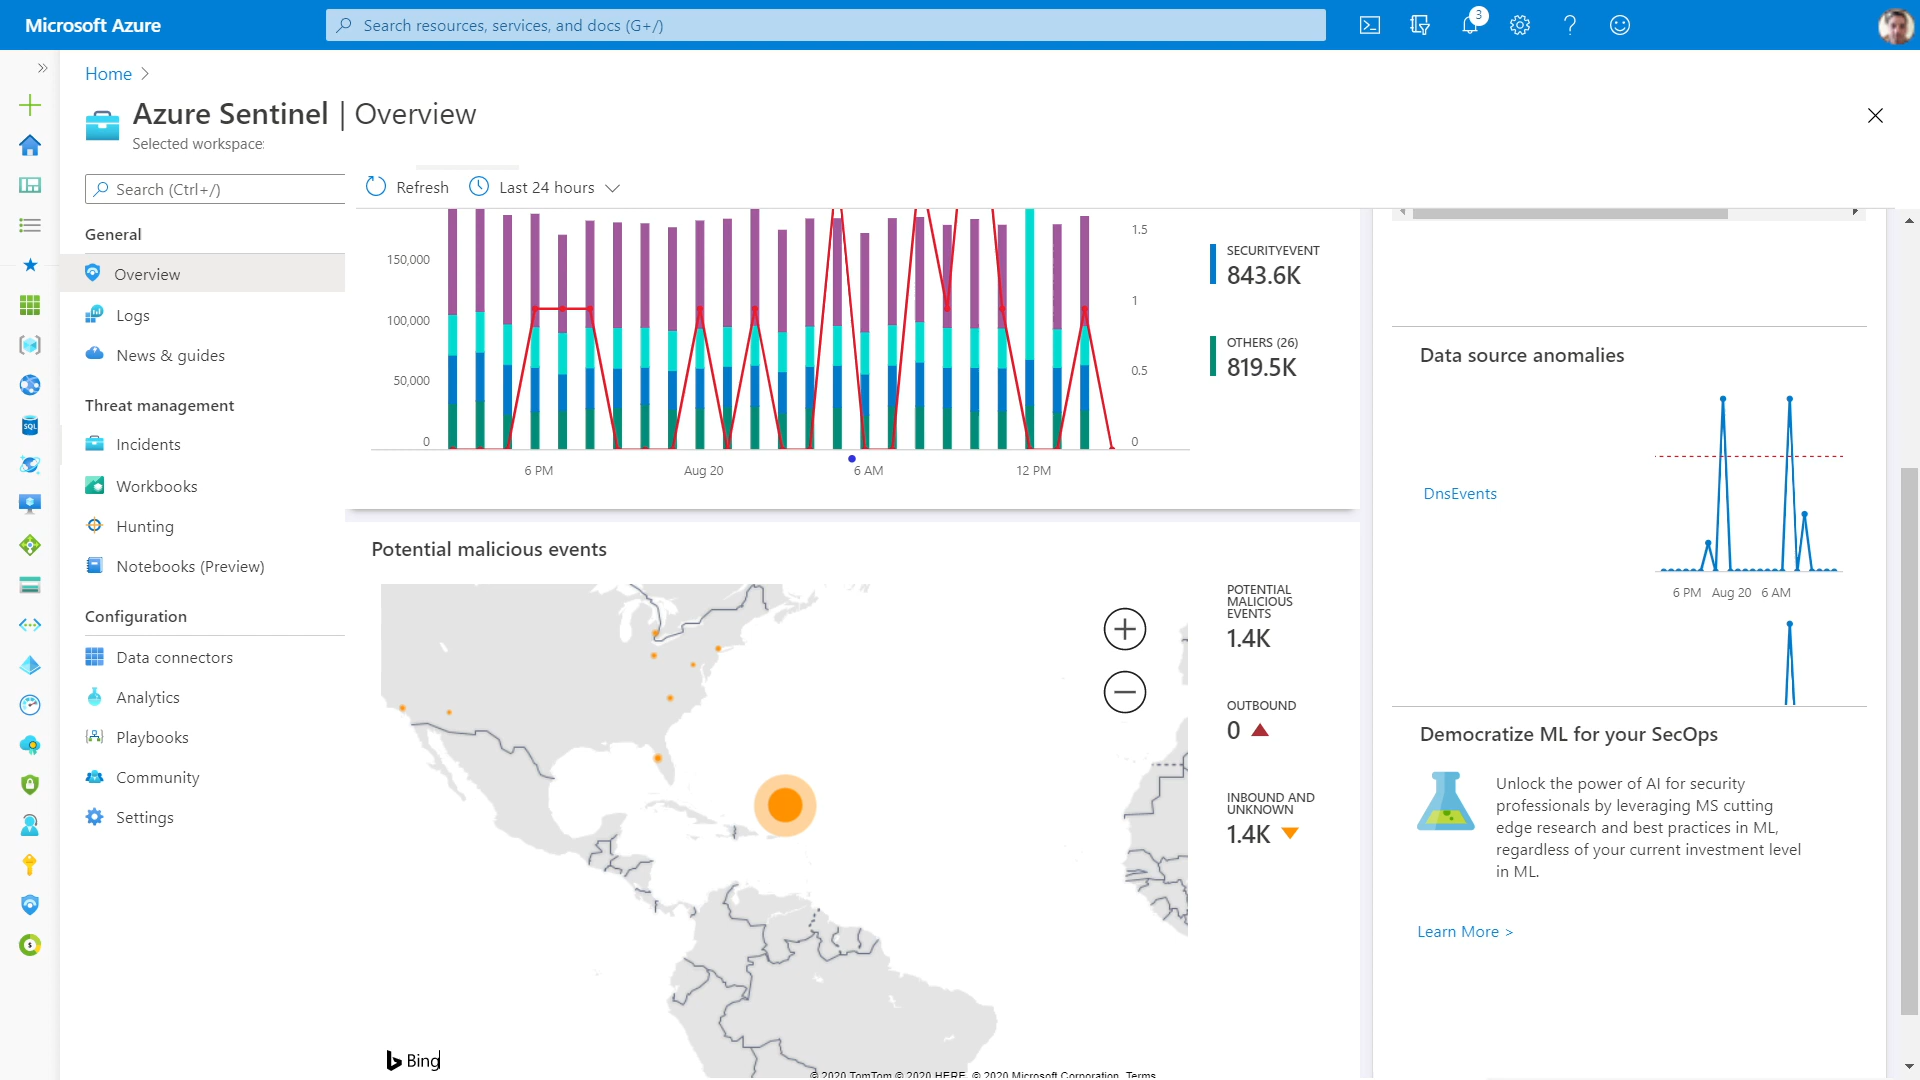 Microsoft Azure
Search resources, services, and docs (G+/)
3
Home
Azure Sentinel | Overview
Selected workspace:
Search (Ctrl+/)
General
Overview
Logs
News & guides
Threat management
Incidents
Workbooks
Hunting
Notebooks (Preview)
Configuration
Data connectors
Analytics
Playbooks
Community
Settings
Refresh
Last 24 hours
150,000
100,000
50,000
0
1.5
1
0.5
0
6 PM
Aug 20
6 AM
12 PM
SECURITYEVENT
843.6K
OTHERS (26)
819.5K
Potential malicious events
POTENTIAL
MALICIOUS
EVENTS
1.4K
OUTBOUND
0
INBOUND AND
UNKNOWN
1.4K
Bing
© 2020 TomTom © 2020 HERE, © 2020 Microsoft Corporation Terms
Data source anomalies
DnsEvents
6 PM Aug 20 6 AM
Democratize ML for your SecOps
Unlock the power of AI for security
professionals by leveraging MS cutting
edge research and best practices in ML,
regardless of your current investment level
in ML.
Learn More >
SQL